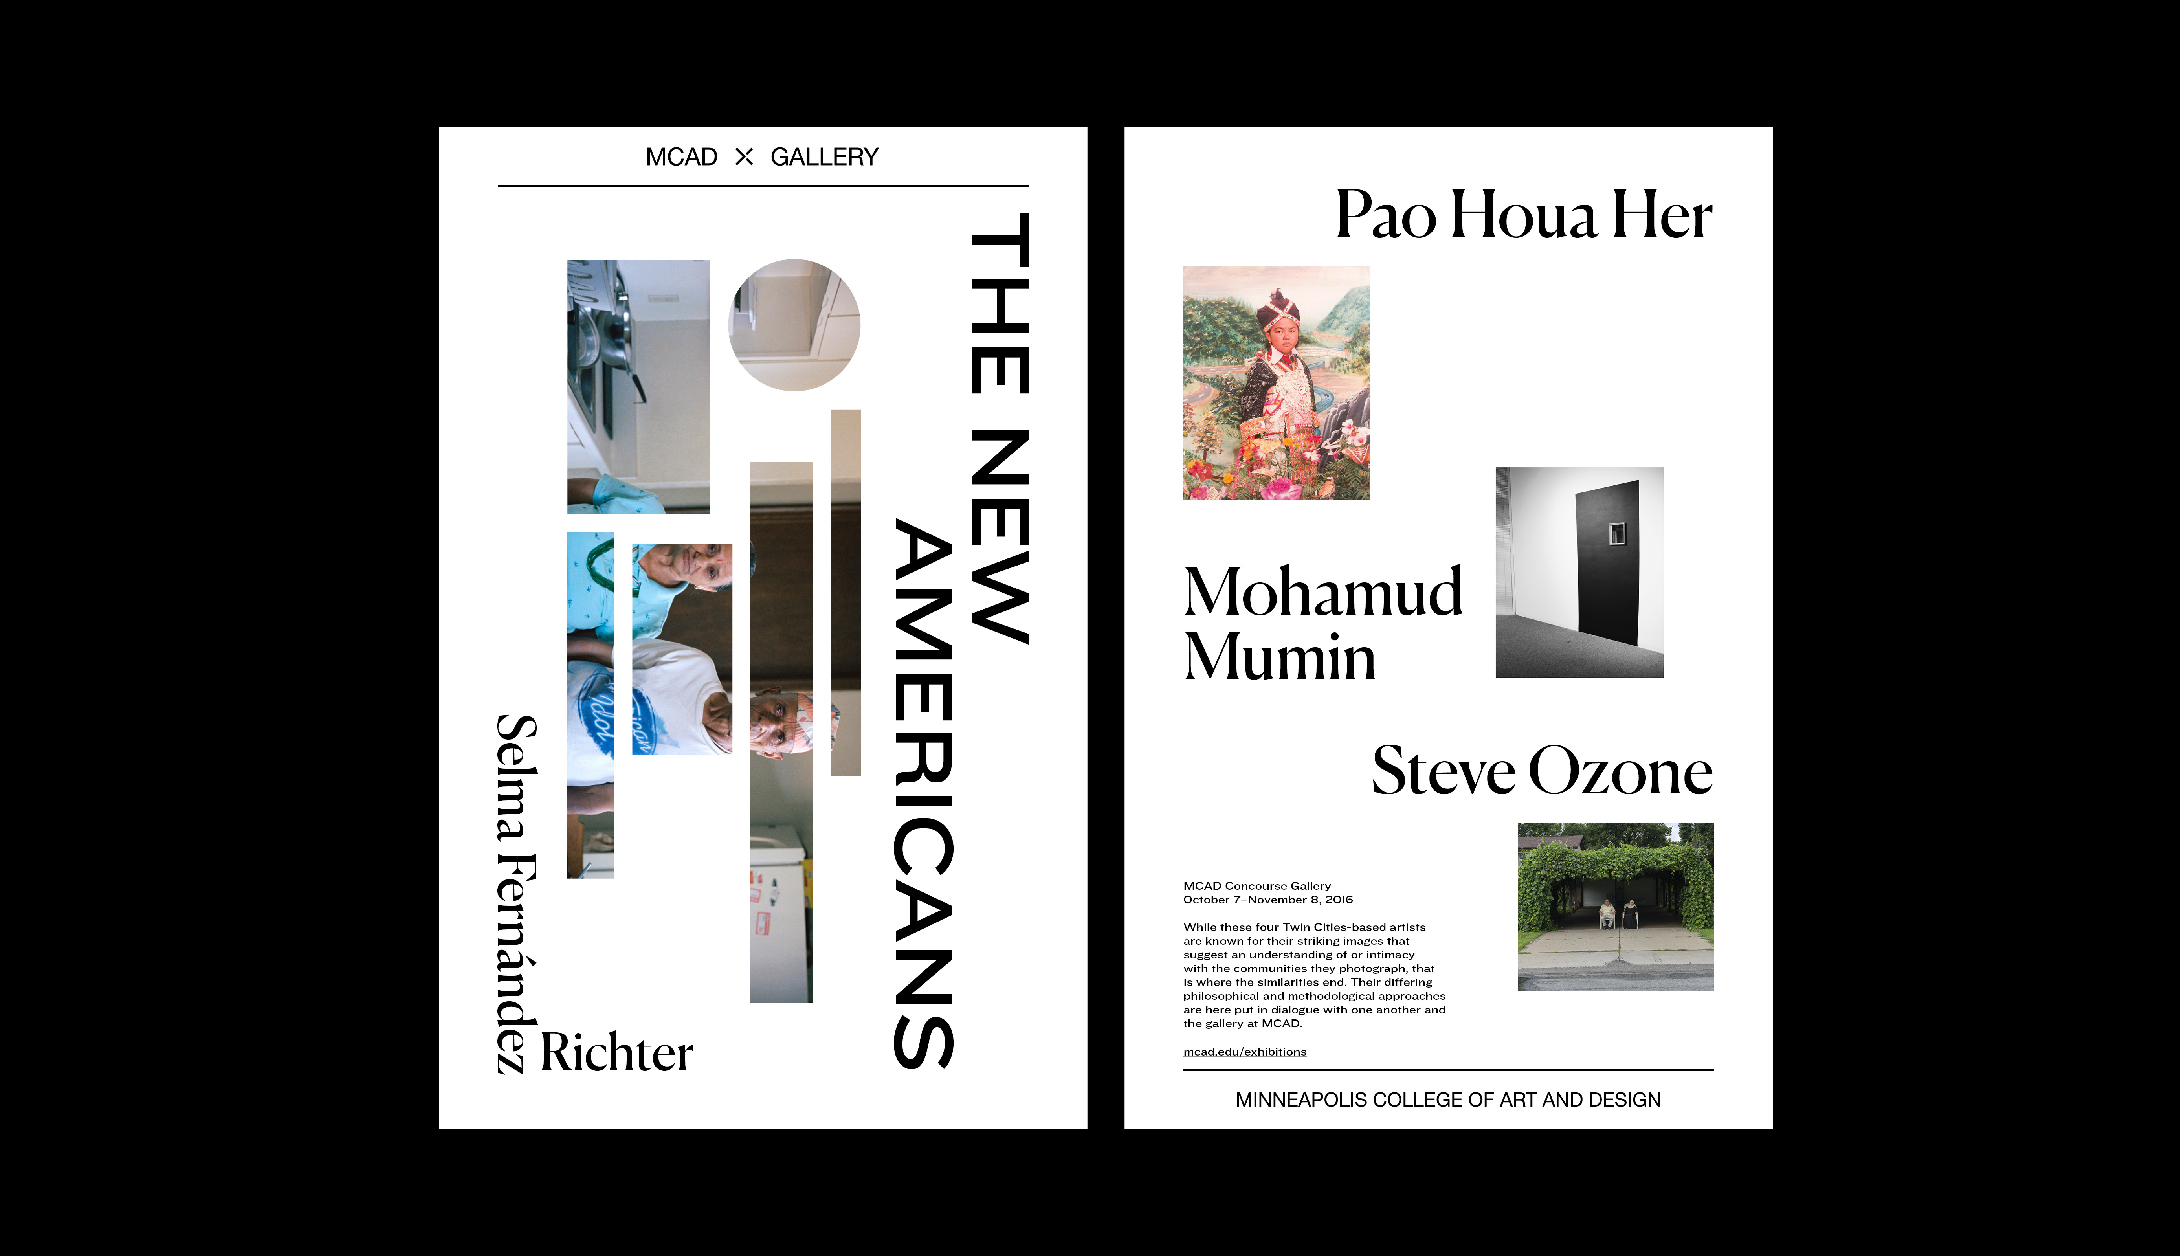 MCAD × GALLERY
THE NEW
AMERICANS
Selma Fernández
Richter
Pao Houa Her
Mohamud
Mumin
Steve Ozone
MCAD Concourse Gallery
October 7–November 8, 2016
While these four Twin Cities-based artists
are known for their striking images that
suggest an understanding of or intimacy
with the communities they photograph, that
is where the similarities end. Their differing
philosophical and methodological approaches
are here put in dialogue with one another and
the gallery at MCAD.
mcad.edu/exhibitions
MINNEAPOLIS COLLEGE OF ART AND DESIGN